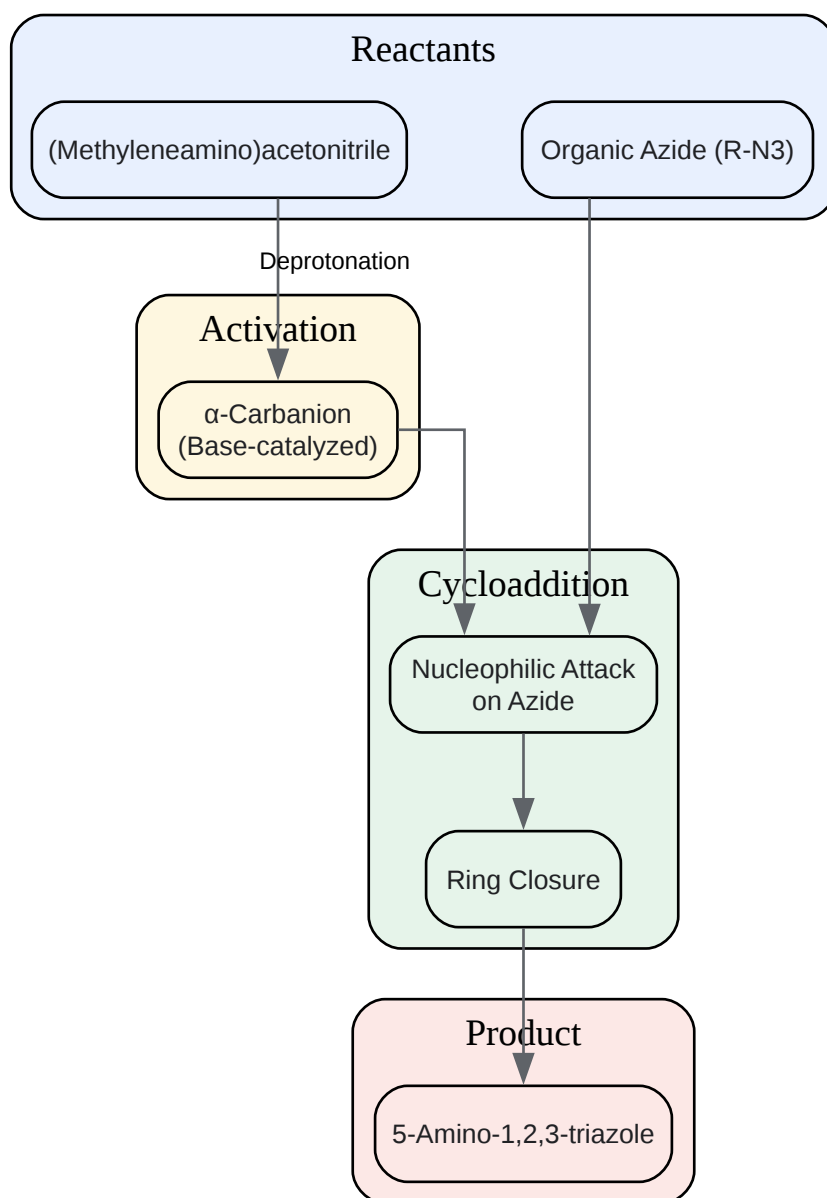 Reactants
(Methyleneamino)acetonitrile
Organic Azide (R-N3)
Deprotonation
Activation
α-Carbanion
(Base-catalyzed)
Cycloaddition
Nucleophilic Attack
on Azide
Ring Closure
Product
5-Amino-1,2,3-triazole